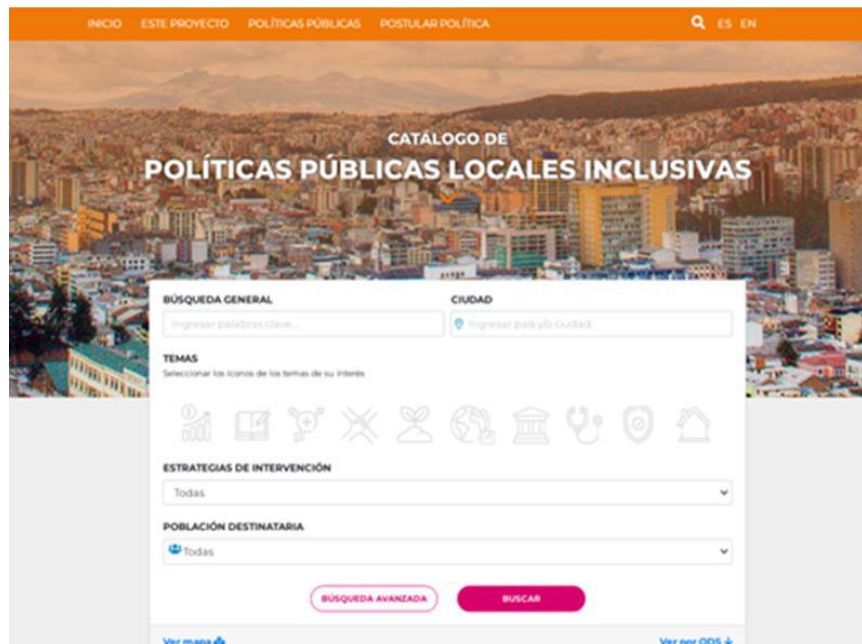 INICIO ESTE PROYECTO POLÍTICAS PÚBLICAS POSTULAR POLÍTICA ES EN
CATÁLOGO DE
POLÍTICAS PÚBLICAS LOCALES INCLUSIVAS
BÚSQUEDA GENERAL CIUDAD
Ingresar palabras clave... Ingresar país y/o ciudad
TEMAS
Seleccionar los íconos de los temas de su interés
ESTRATEGIAS DE INTERVENCIÓN
Todas
POBLACIÓN DESTINATARIA
Todas
BÚSQUEDA AVANZADA BUSCAR
Ver mapa Ver por ODS